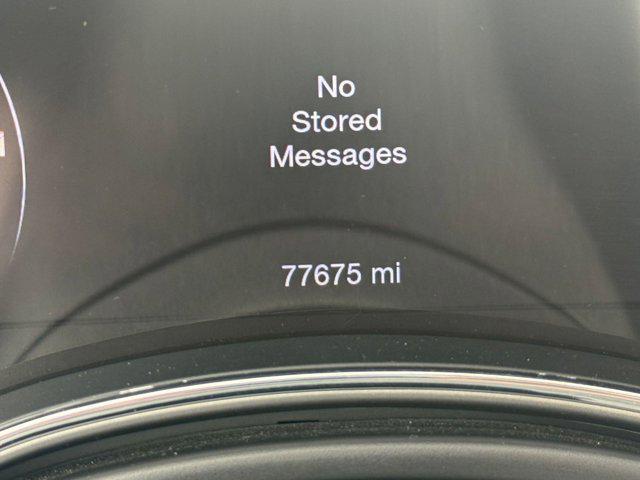 No
Stored
Messages
77675 mi